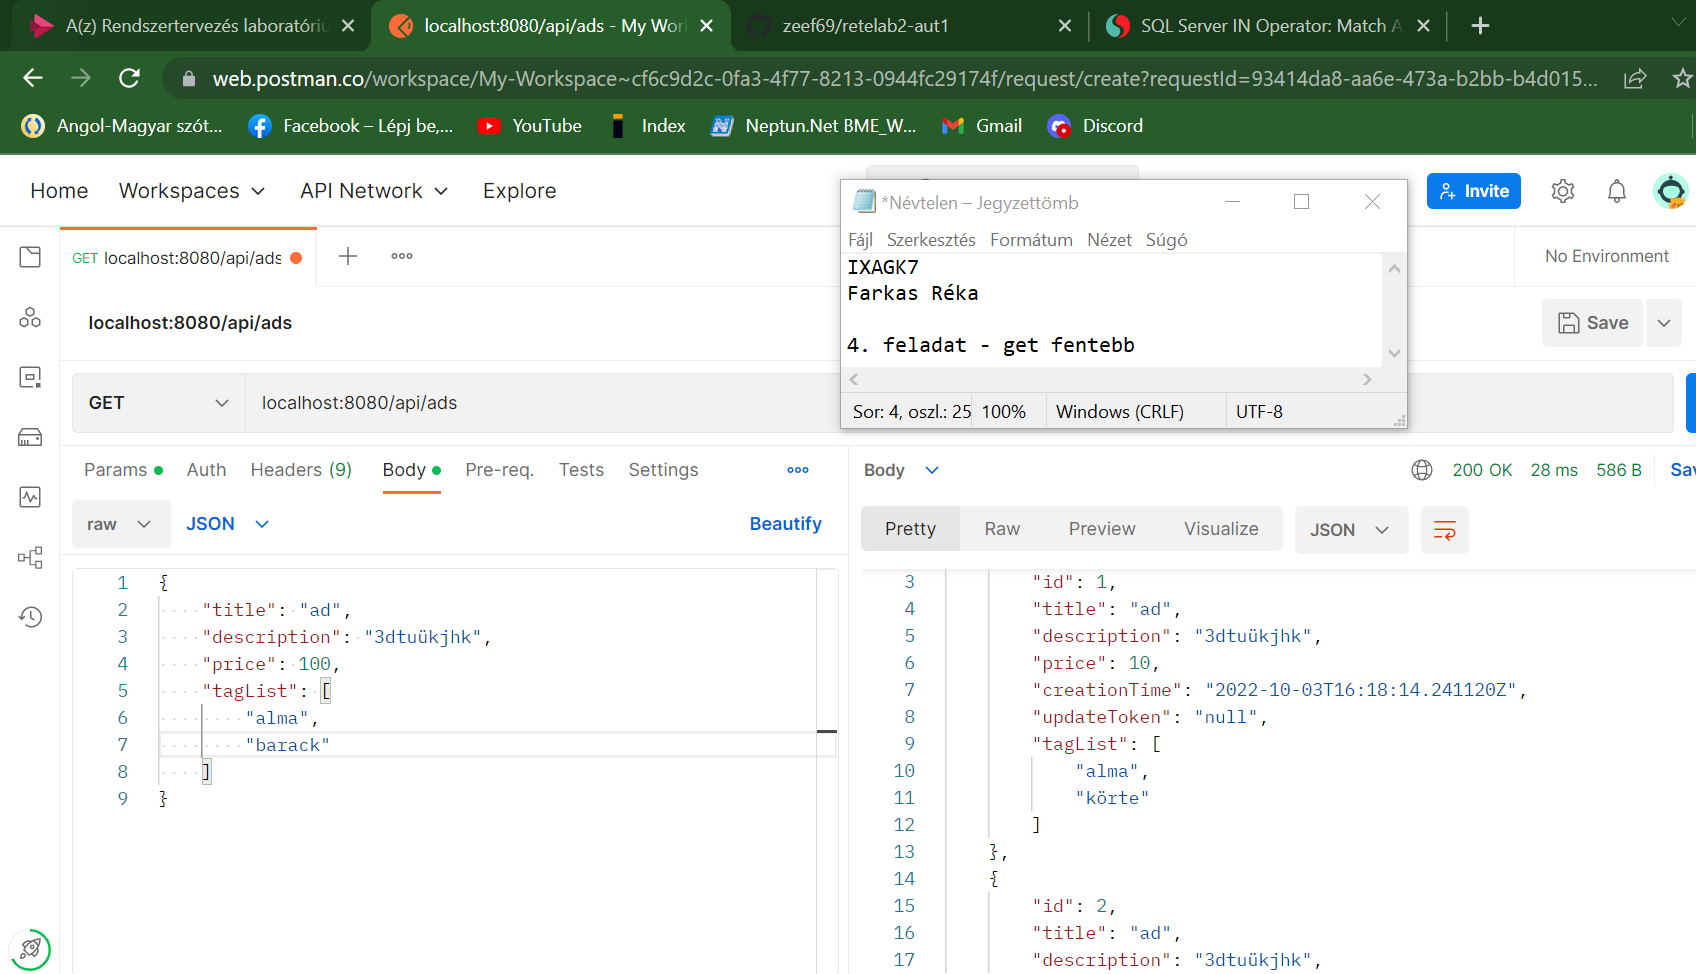 A(z) Rendszertervezés laboratóriu
localhost:8080/api/ads - My Wor
zeef69/retelab2-aut1
SQL Server IN Operator: Match A
web.postman.co/workspace/My-Workspace~cf6c9d2c-0fa3-4f77-8213-0944fc29174f/request/create?requestId=93414da8-aa6e-473a-b2bb-b4d015...
Angol-Magyar szót...
Facebook – Lépj be,...
YouTube
Index
Neptun.Net BME_W...
Gmail
Discord
Home
Workspaces
API Network
Explore
Invite
*Névtelen – Jegyzettömb
Fájl Szerkesztés Formátum Nézet Súgó
IXAGK7
Farkas Réka
4. feladat - get fentebb
Sor: 4, oszl.: 25
100%
Windows (CRLF)
UTF-8
GET localhost:8080/api/ads
No Environment
localhost:8080/api/ads
Save
GET
localhost:8080/api/ads
Params
Auth
Headers (9)
Body
Pre-req.
Tests
Settings
raw
JSON
Beautify
1 {
2 "title": "ad",
3 "description": "3dtuükjhk",
4 "price": 100,
5 "tagList": [
6 "alma",
7 "barack"
8 ]
9 }
Body
200 OK
28 ms
586 B
Sav
Pretty
Raw
Preview
Visualize
JSON
3 "id": 1,
4 "title": "ad",
5 "description": "3dtuükjhk",
6 "price": 10,
7 "creationTime": "2022-10-03T16:18:14.241120Z",
8 "updateToken": "null",
9 "tagList": [
10 "alma",
11 "körte"
12 ]
13 },
14 {
15 "id": 2,
16 "title": "ad",
17 "description": "3dtuükjhk",